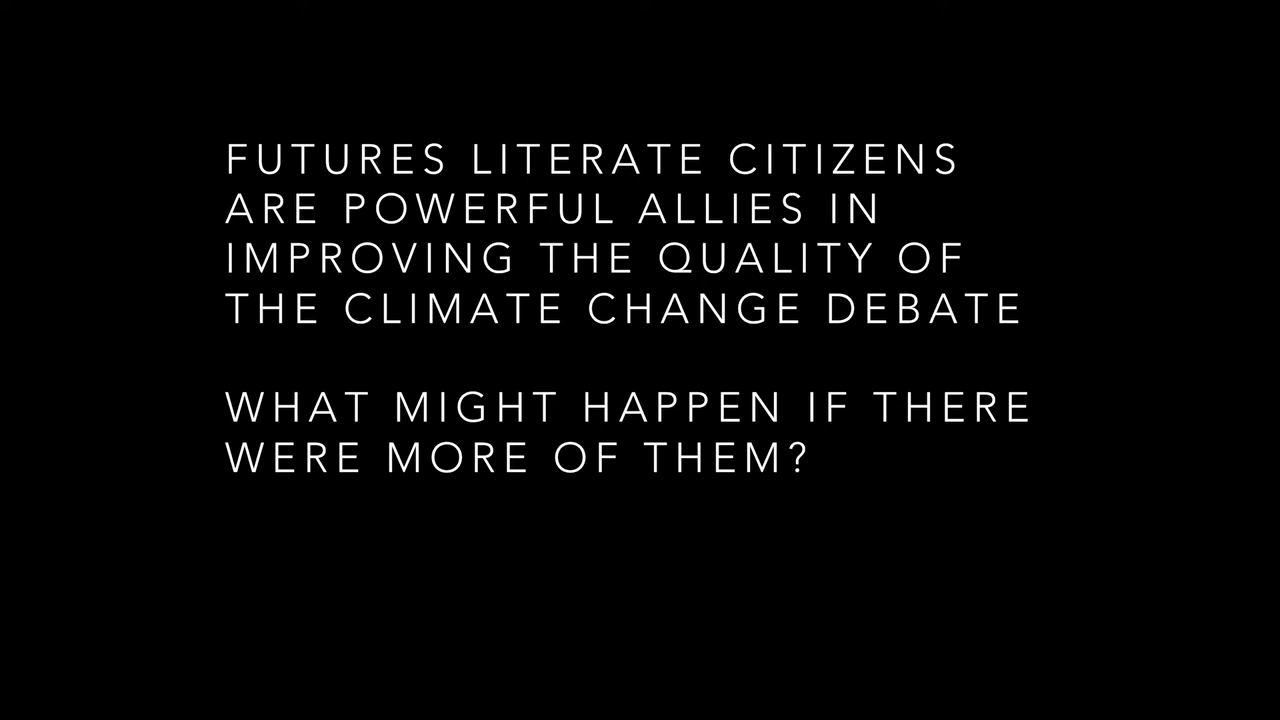 FUTURES LITERATE CITIZENS
ARE POWERFUL ALLIES IN
IMPROVING THE QUALITY OF
THE CLIMATE CHANGE DEBATE
WHAT MIGHT HAPPEN IF THERE
WERE MORE OF THEM?